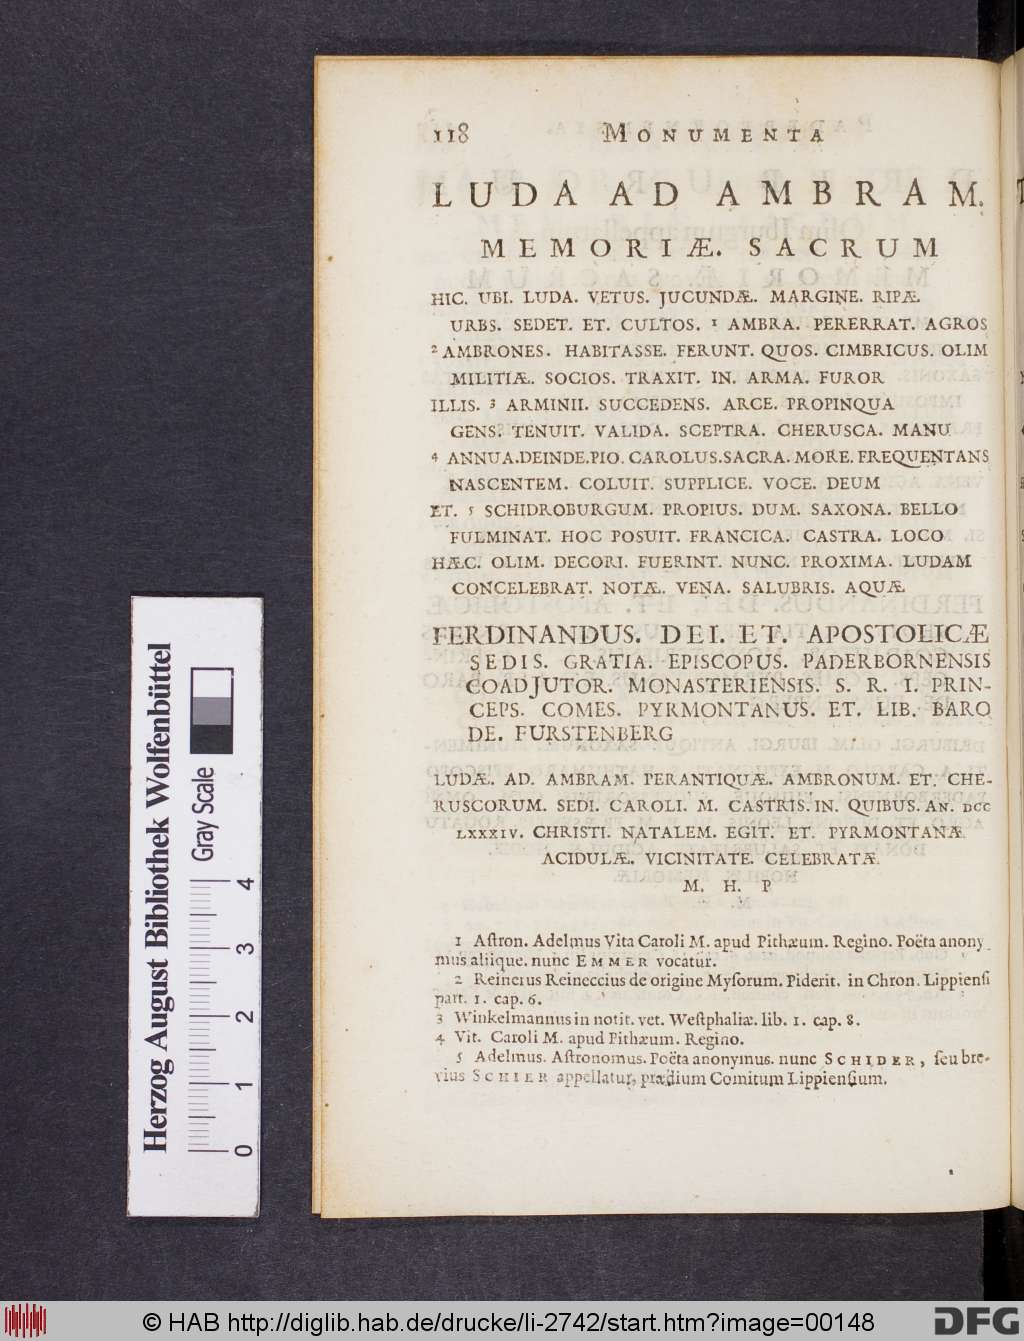 118 MONUMENTA
LUDA AD AMBRAM.
MEMORIÆ. SACRUM
HIC. UBI. LUDA. VETUS. JUCUNDÆ. MARGINE. RIPÆ.
URBS. SEDET. ET. CULTOS. 1 AMBRA. PERERRAT. AGROS
2 AMBRONES. HABITASSE. FERUNT. QUOS. CIMBRICUS. OLIM
MILITIÆ. SOCIOS. TRAXIT. IN. ARMA. FUROR
ILLIS. 3 ARMINII. SUCCEDENS. ARCE. PROPINQUA
GENS. TENUIT. VALIDA. SCEPTRA. CHERUSCA. MANU
4 ANNUA.DEINDE.PIO. CAROLUS.SACRA. MORE. FREQUENTANS
NASCENTEM. COLUIT. SUPPLICE. VOCE. DEUM
ET. 5 SCHIDROBURGUM. PROPIUS. DUM. SAXONA. BELLO
FULMINAT. HOC POSUIT. FRANCICA. CASTRA. LOCO
HÆC. OLIM. DECORI. FUERINT. NUNC. PROXIMA. LUDAM
CONCELEBRAT. NOTÆ. VENA. SALUBRIS. AQUÆ.
FERDINANDUS. DEI. ET. APOSTOLICÆ
SEDIS. GRATIA. EPISCOPUS. PADERBORNENSIS
COADJUTOR. MONASTERIENSIS. S. R. I. PRIN-
CEPS. COMES. PYRMONTANUS. ET. LIB. BARO
DE. FURSTENBERG
LUDÆ. AD. AMBRAM. PERANTIQUÆ. AMBRONUM. ET. CHE-
RUSCORUM. SEDI. CAROLI. M. CASTRIS. IN. QUIBUS. AN. DCC
LXXXIV. CHRISTI. NATALEM. EGIT. ET. PYRMONTANÆ
ACIDULÆ. VICINITATE. CELEBRATÆ.
M. H. P
1 Aſtron. Adelmus Vita Caroli M. apud Pithæum. Regino. Poëta anony
mus aliique. nunc EMMER vocatur.
2 Reinerus Reineccius de origine Myſorum. Piderit. in Chron. Lippienſi
part. 1. cap. 6.
3 Winkelmannus in notit. vet. Weſtphaliæ. lib. 1. cap. 8.
4 Vit. Caroli M. apud Pithæum. Regino.
5 Adelmus. Aſtronomus. Poëta anonymus. nunc SCHIDER, ſeu bre-
vius SCHIER appellatur, prædium Comitum Lippienſium.
Herzog August Bibliothek Wolfenbüttel
Gray Scale
0 1 2 3 4
© HAB http://diglib.hab.de/drucke/li-2742/start.htm?image=00148
DFG